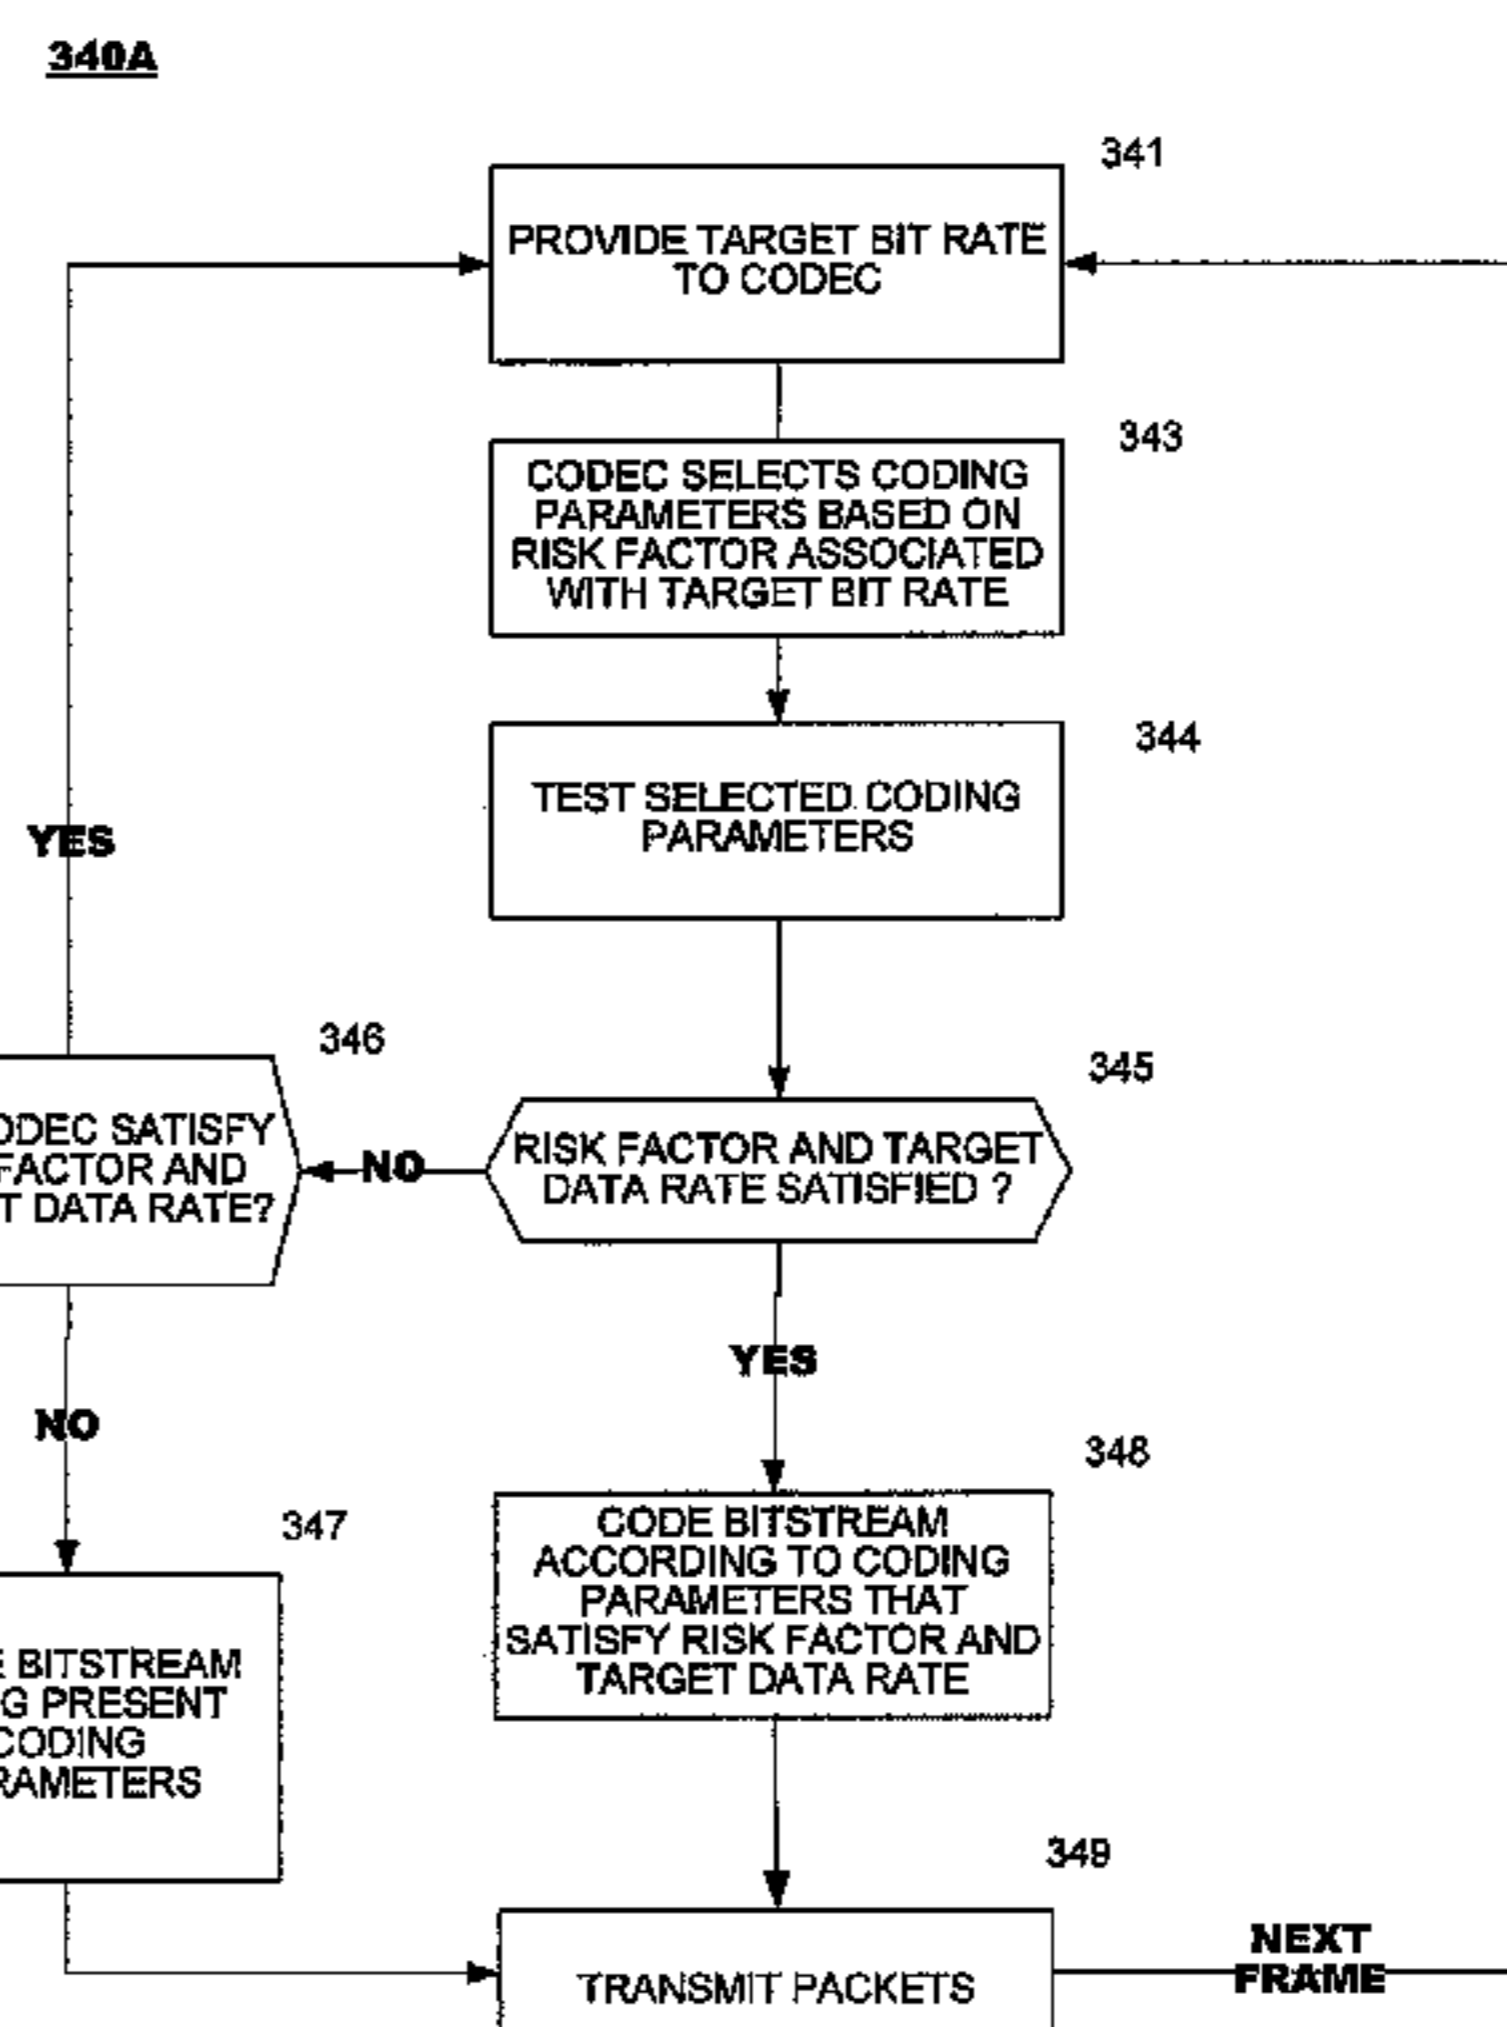 340A
341
PROVIDE TARGET BIT RATE
TO CODEC
343
CODEC SELECTS CODING
PARAMETERS BASED ON
RISK FACTOR ASSOCIATED
WITH TARGET BIT RATE
344
TEST SELECTED CODING
PARAMETERS
YES
346
SATISFY
FACTOR AND
DATA RATE?
NO
345
RISK FACTOR AND TARGET
DATA RATE SATISFIED ?
YES
NO
348
CODE BITSTREAM
ACCORDING TO CODING
PARAMETERS THAT
SATISFY RISK FACTOR AND
TARGET DATA RATE
347
BITSTREAM
PRESENT
CODING
349
TRANSMIT PACKETS
NEXT
FRAME